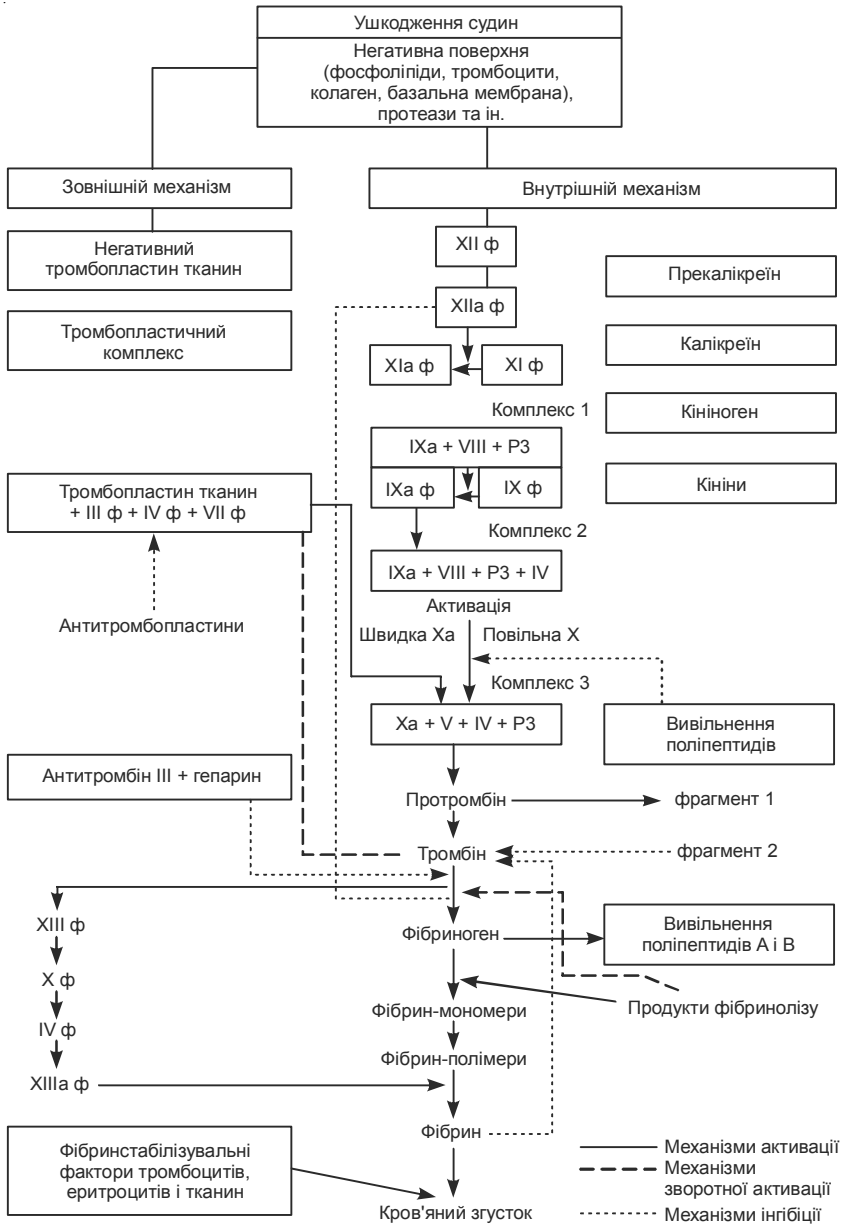 Ушкодження судин
Негативна поверхня
(фосфоліпіди, тромбоцити,
колаген, базальна мембрана),
протеази та ін.
Зовнішній механізм
Внутрішній механізм
Негативний
тромбопластин тканин
XII ф
Прекалікреїн
XIIa ф
Тромбопластичний
комплекс
XIa ф
XI ф
Калікреїн
Комплекс 1
Кініноген
IXa + VIII + P3
IXa ф
IX ф
Кініни
Тромбопластин тканин
+ III ф + IV ф + VII ф
Комплекс 2
IXa + VIII + P3 + IV
Активація
Антитромбопластини
Швидка Xa
Повільна X
Комплекс 3
Xa + V + IV + P3
Вивільнення
поліпептидів
Антитромбін III + гепарин
Протромбін
фрагмент 1
Тромбін
фрагмент 2
XIII ф
Фібриноген
Вивільнення
поліпептидів A і B
X ф
Фібрин-мономери
Продукти фібринолізу
IV ф
Фібрин-полімери
XIIIa ф
Фібрин
Фібринстабілізувальні
фактори тромбоцитів,
еритроцитів і тканин
Кров'яний згусток
Механізми активації
Механізми
зворотної активації
Механізми інгібіції